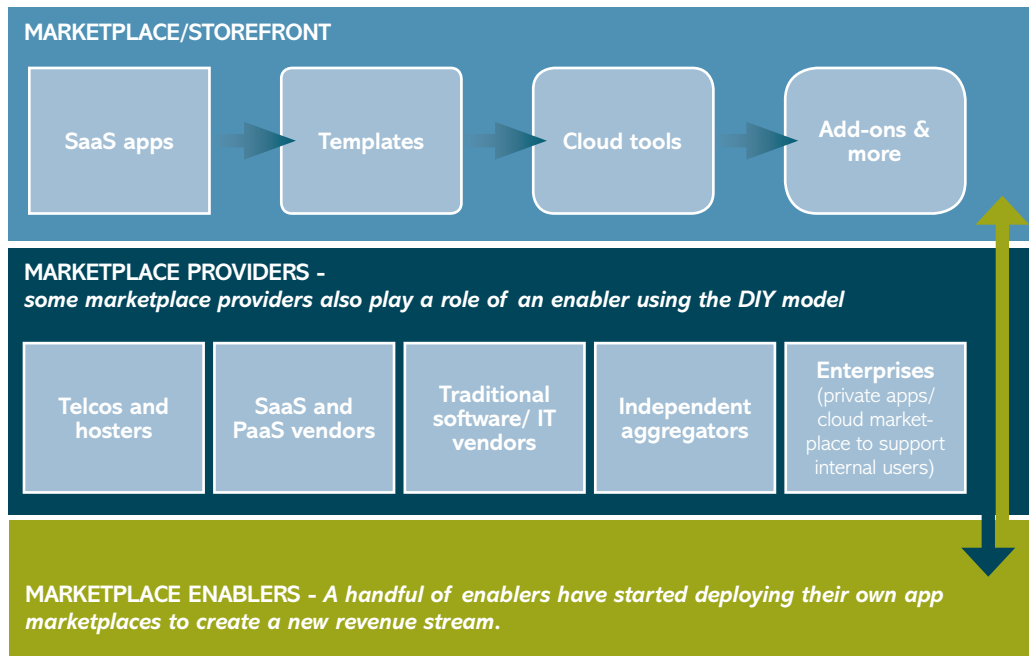 MARKETPLACE/STOREFRONT
SaaS apps
Templates
Cloud tools
Add-ons &
more
MARKETPLACE PROVIDERS -
some marketplace providers also play a role of an enabler using the DIY model
Telcos and
hosters
SaaS and
PaaS vendors
Traditional
software/ IT
vendors
Independent
aggregators
Enterprises
(private apps/
cloud market-
place to support
internal users)
MARKETPLACE ENABLERS - A handful of enablers have started deploying their own app
marketplaces to create a new revenue stream.